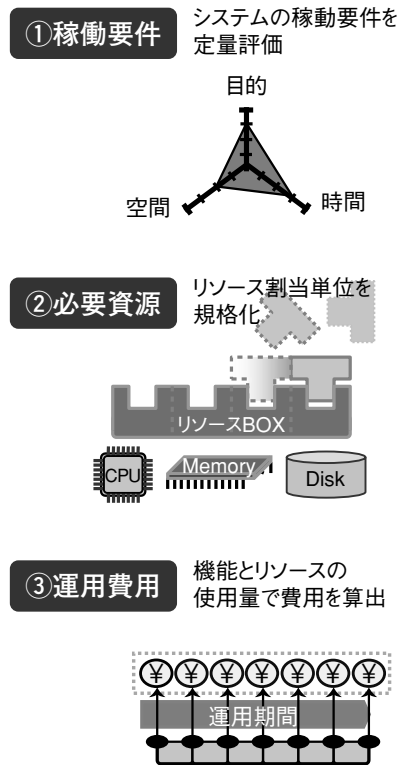 ①稼働要件
システムの稼働要件を
定量評価
目的
空間
時間
②必要資源
リソース割当単位を
規格化
リソースBOX
CPU
Memory
Disk
③運用費用
機能とリソースの
使用量で費用を算出
¥ ¥ ¥ ¥ ¥ ¥ ¥
運用期間